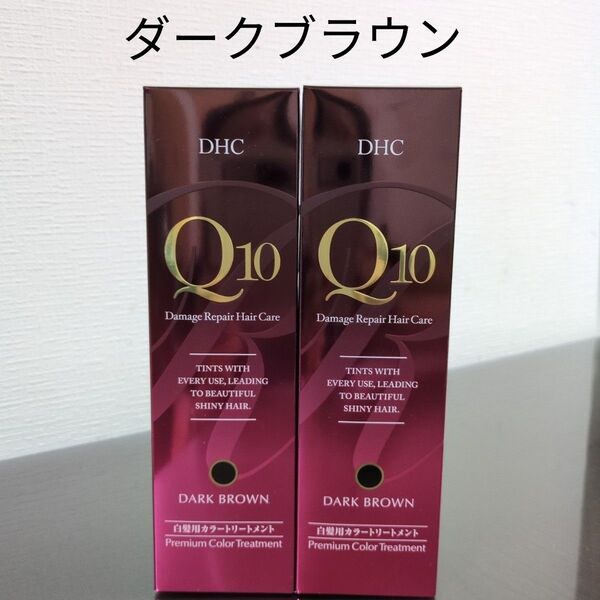 ダークブラウン
DHC
Q10
Damage Repair Hair Care
TINTS WITH
EVERY USE, LEADING
TO BEAUTIFUL
SHINY HAIR.
DARK BROWN
白髪用カラートリートメント
Premium Color Treatment
DHC
Q10
Damage Repair Hair Care
TINTS WITH
EVERY USE, LEADING
TO BEAUTIFUL
SHINY HAIR.
DARK BROWN
白髪用カラートリートメント
Premium Color Treatment